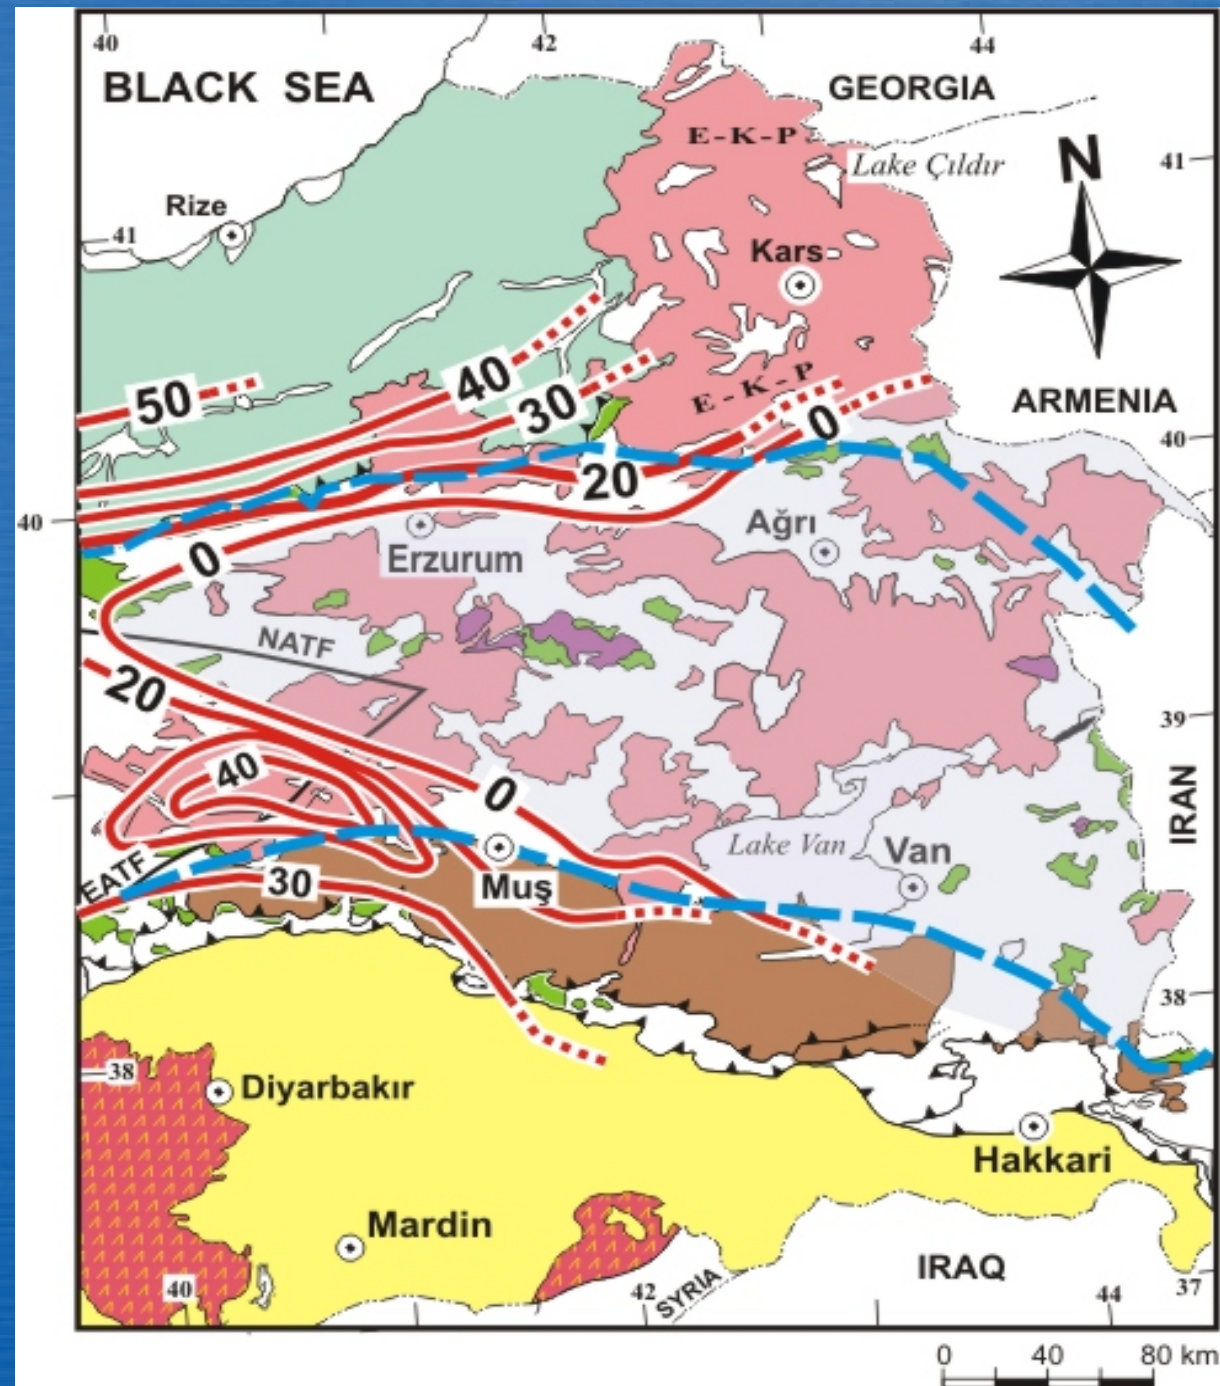 40
42
44
BLACK SEA
GEORGIA
E-K-P
Lake Çıldır
N
41
Rize
41
Kars
50
40
30
E-K-P
0
ARMENIA
40
20
40
Ağrı
0
Erzurum
NATF
20
39
40
0
IRAN
Lake Van
Van
EATF
30
Muş
38
38
Diyarbakır
Hakkari
Mardin
IRAQ
40
42
SYRIA
44
37
0 40 80 km